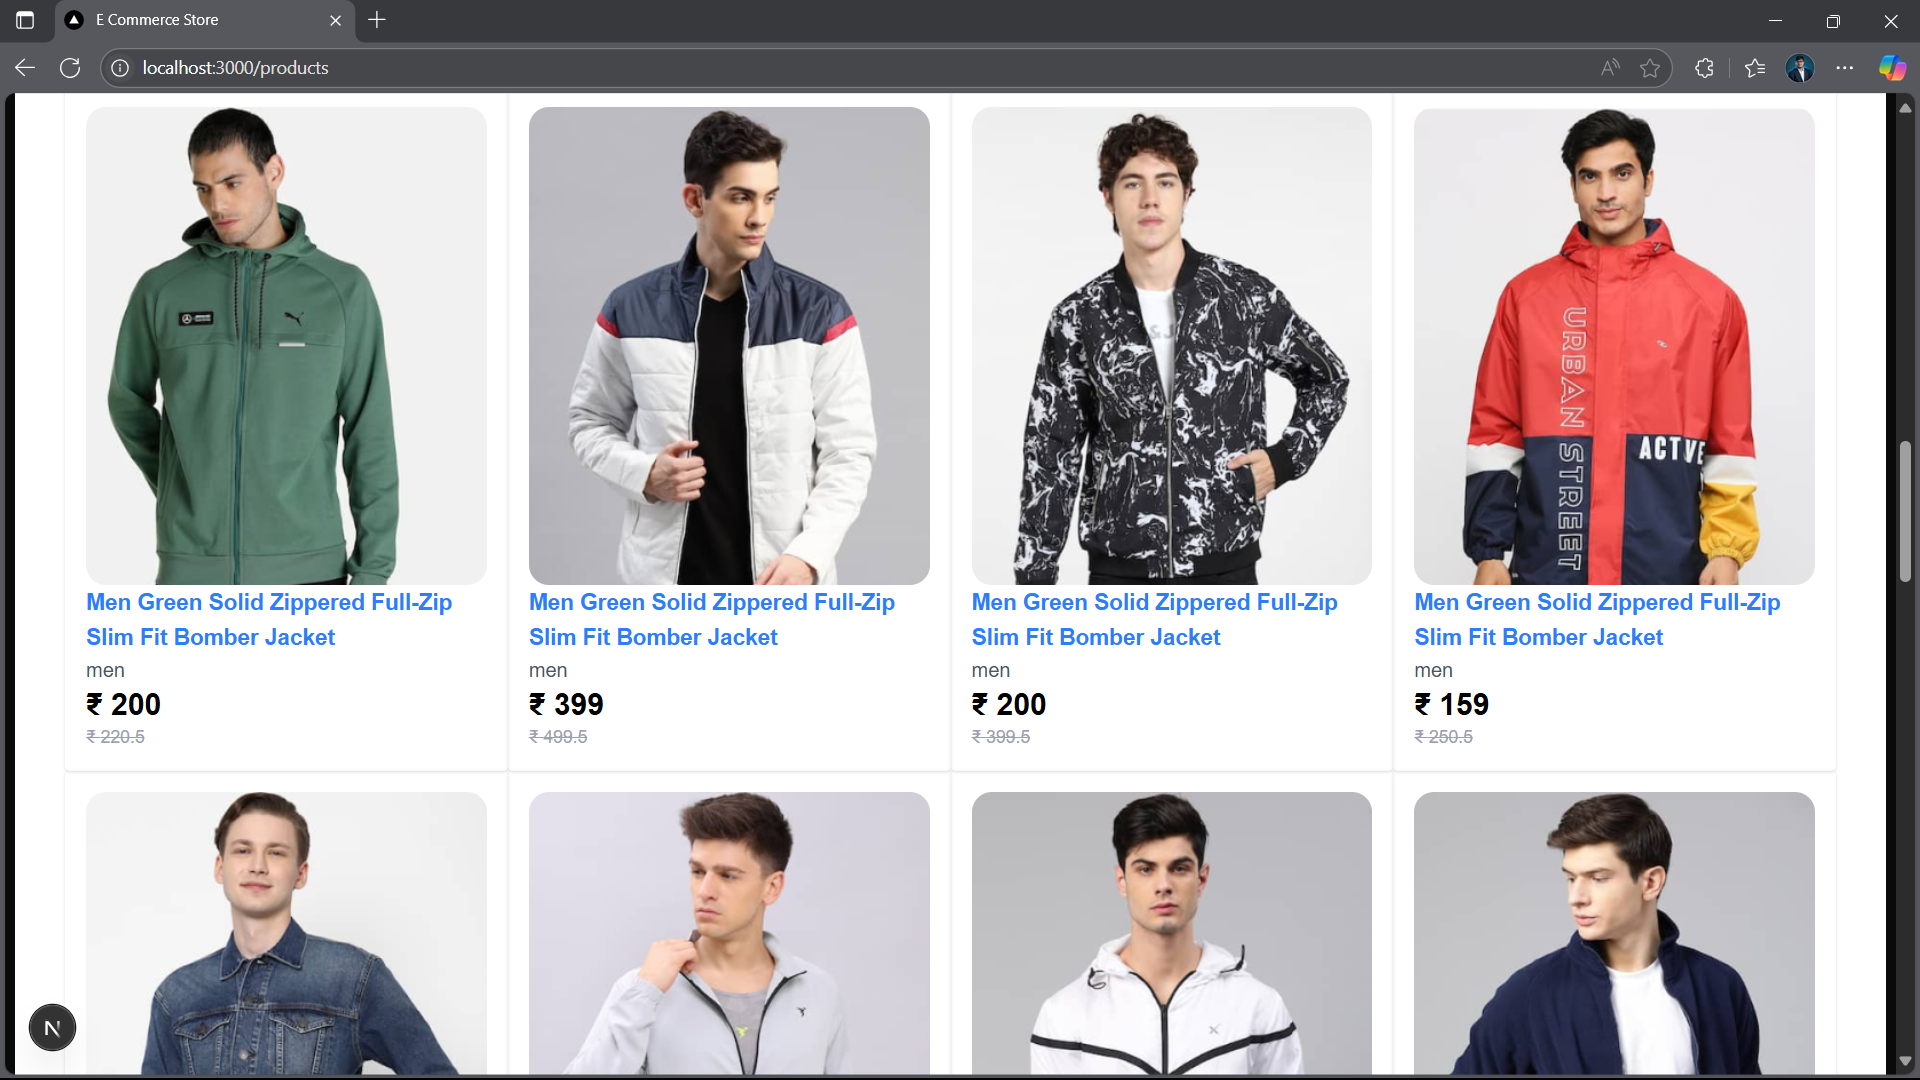 E Commerce Store
localhost:3000/products
URBAN STREET
ACTIVE
Men Green Solid Zippered Full-Zip
Slim Fit Bomber Jacket
men
₹ 200
₹ 220.5
Men Green Solid Zippered Full-Zip
Slim Fit Bomber Jacket
men
₹ 399
₹ 499.5
Men Green Solid Zippered Full-Zip
Slim Fit Bomber Jacket
men
₹ 200
₹ 399.5
Men Green Solid Zippered Full-Zip
Slim Fit Bomber Jacket
men
₹ 159
₹ 250.5
N